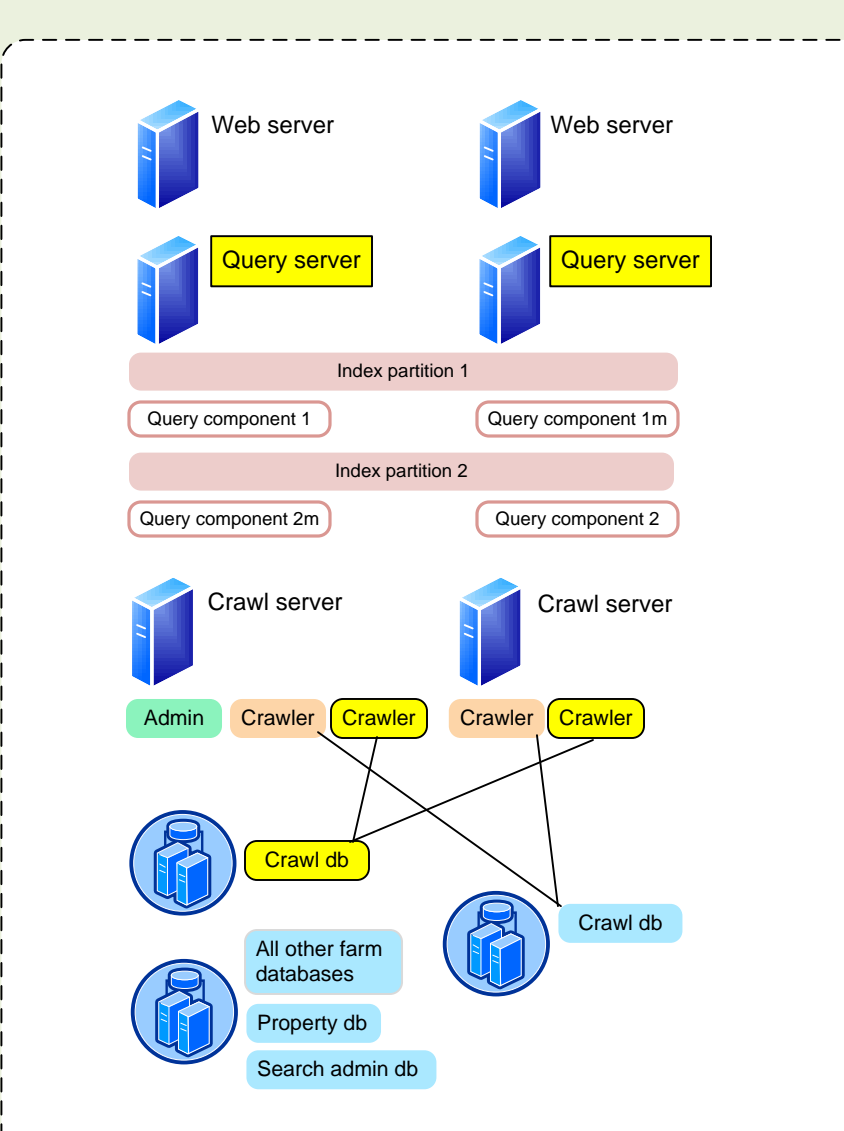 Web server
Web server
Query server
Query server
Index partition 1
Query component 1
Query component 1m
Index partition 2
Query component 2m
Query component 2
Crawl server
Crawl server
Admin
Crawler
Crawler
Crawler
Crawler
Crawl db
Crawl db
All other farm
databases
Property db
Search admin db